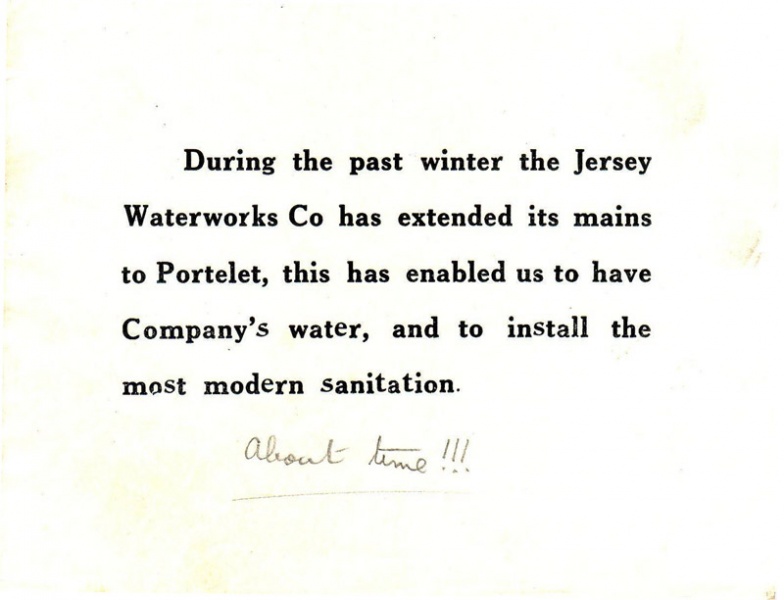 During the past winter the Jersey
Waterworks Co has extended its mains
to Portelet, this has enabled us to have
Company's water, and to install the
most modern sanitation.
About time!!!